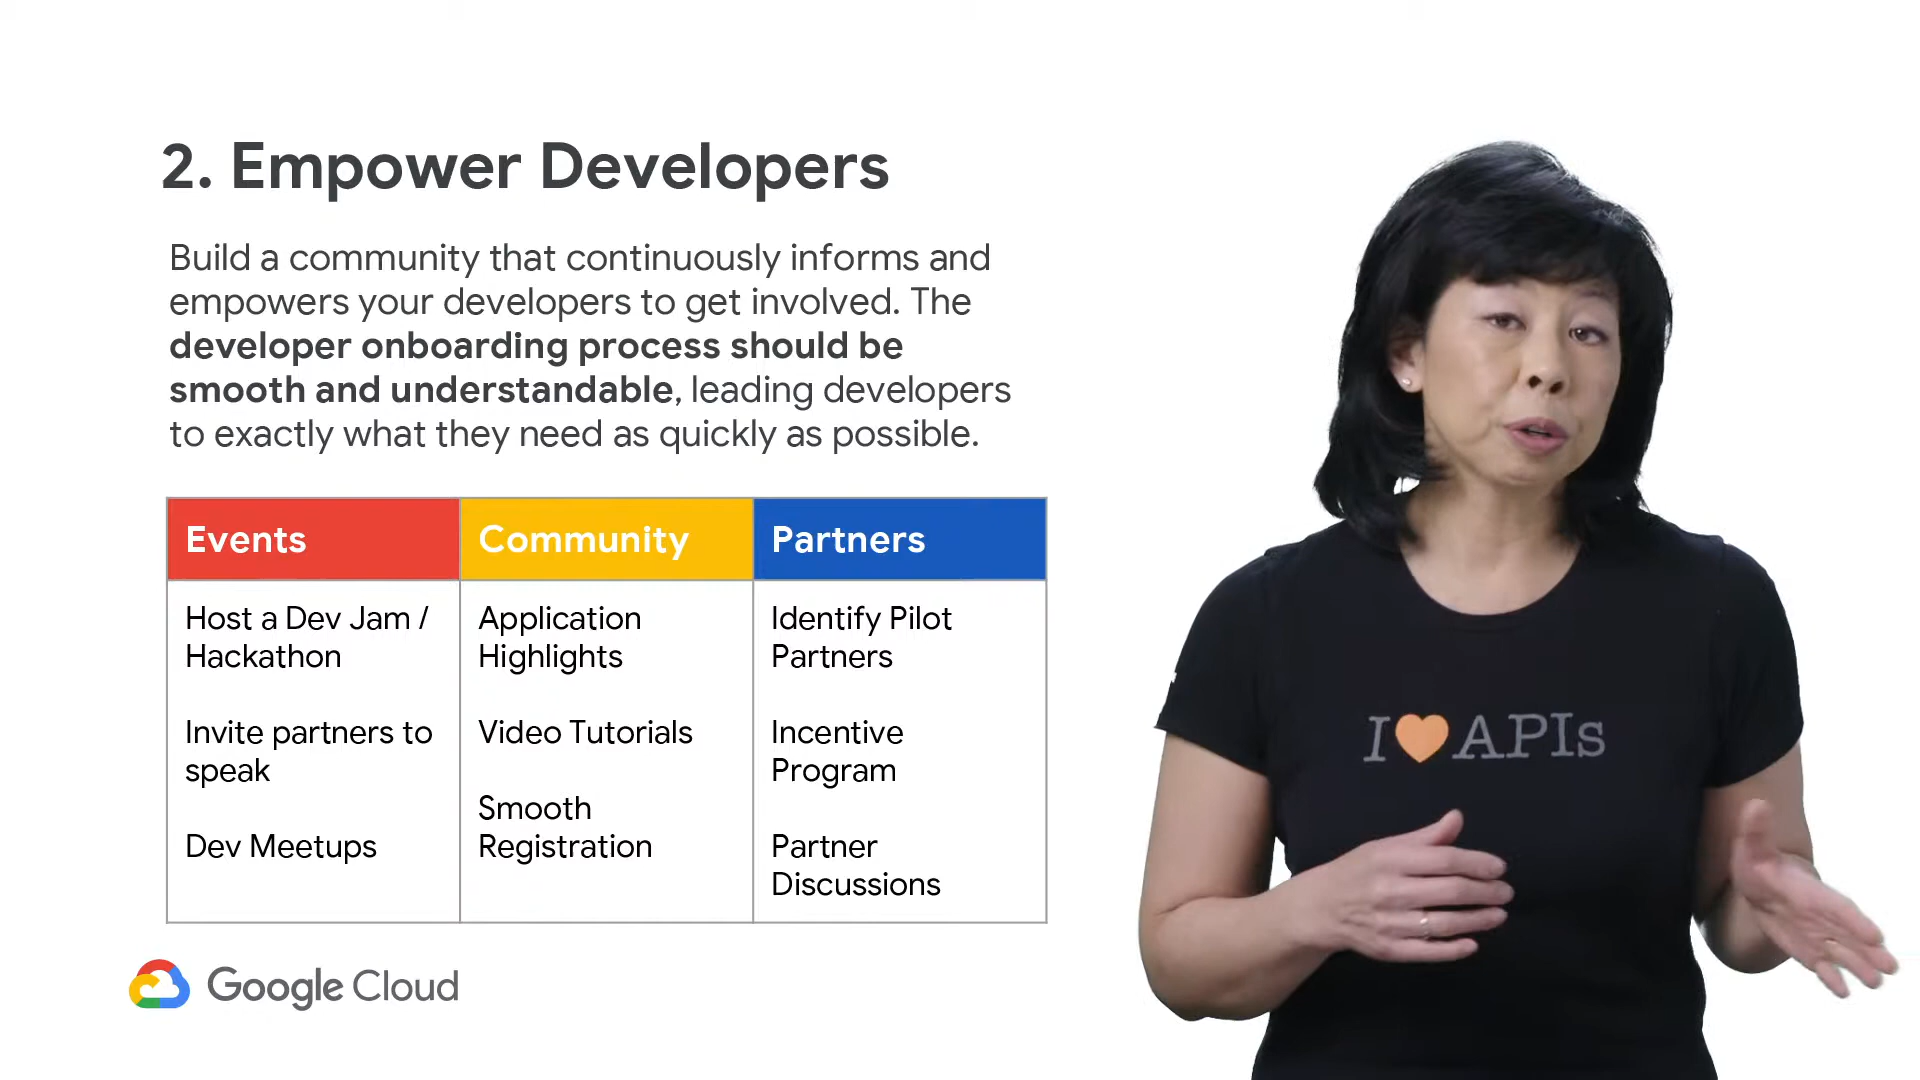 2. Empower Developers
Build a community that continuously informs and
empowers your developers to get involved. The
developer onboarding process should be
smooth and understandable, leading developers
to exactly what they need as quickly as possible.
Events
Community
Partners
Host a Dev Jam /
Hackathon
Invite partners to
speak
Dev Meetups
Application
Highlights
Video Tutorials
Smooth
Registration
Identify Pilot
Partners
Incentive
Program
Partner
Discussions
Google Cloud
I🧡APIs